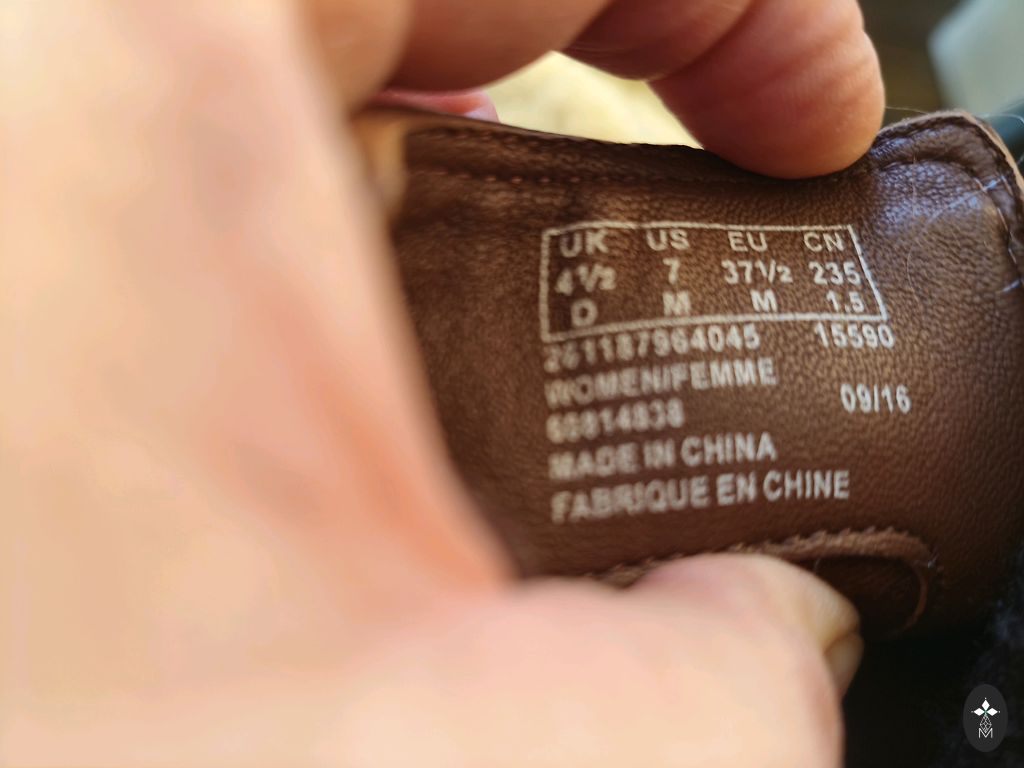 UK US EU CN
4½ 7 37½ 235
D M M 1.5
261187964045 15590
WOMEN/FEMME
09/16
MADE IN CHINA
FABRIQUE EN CHINE
M